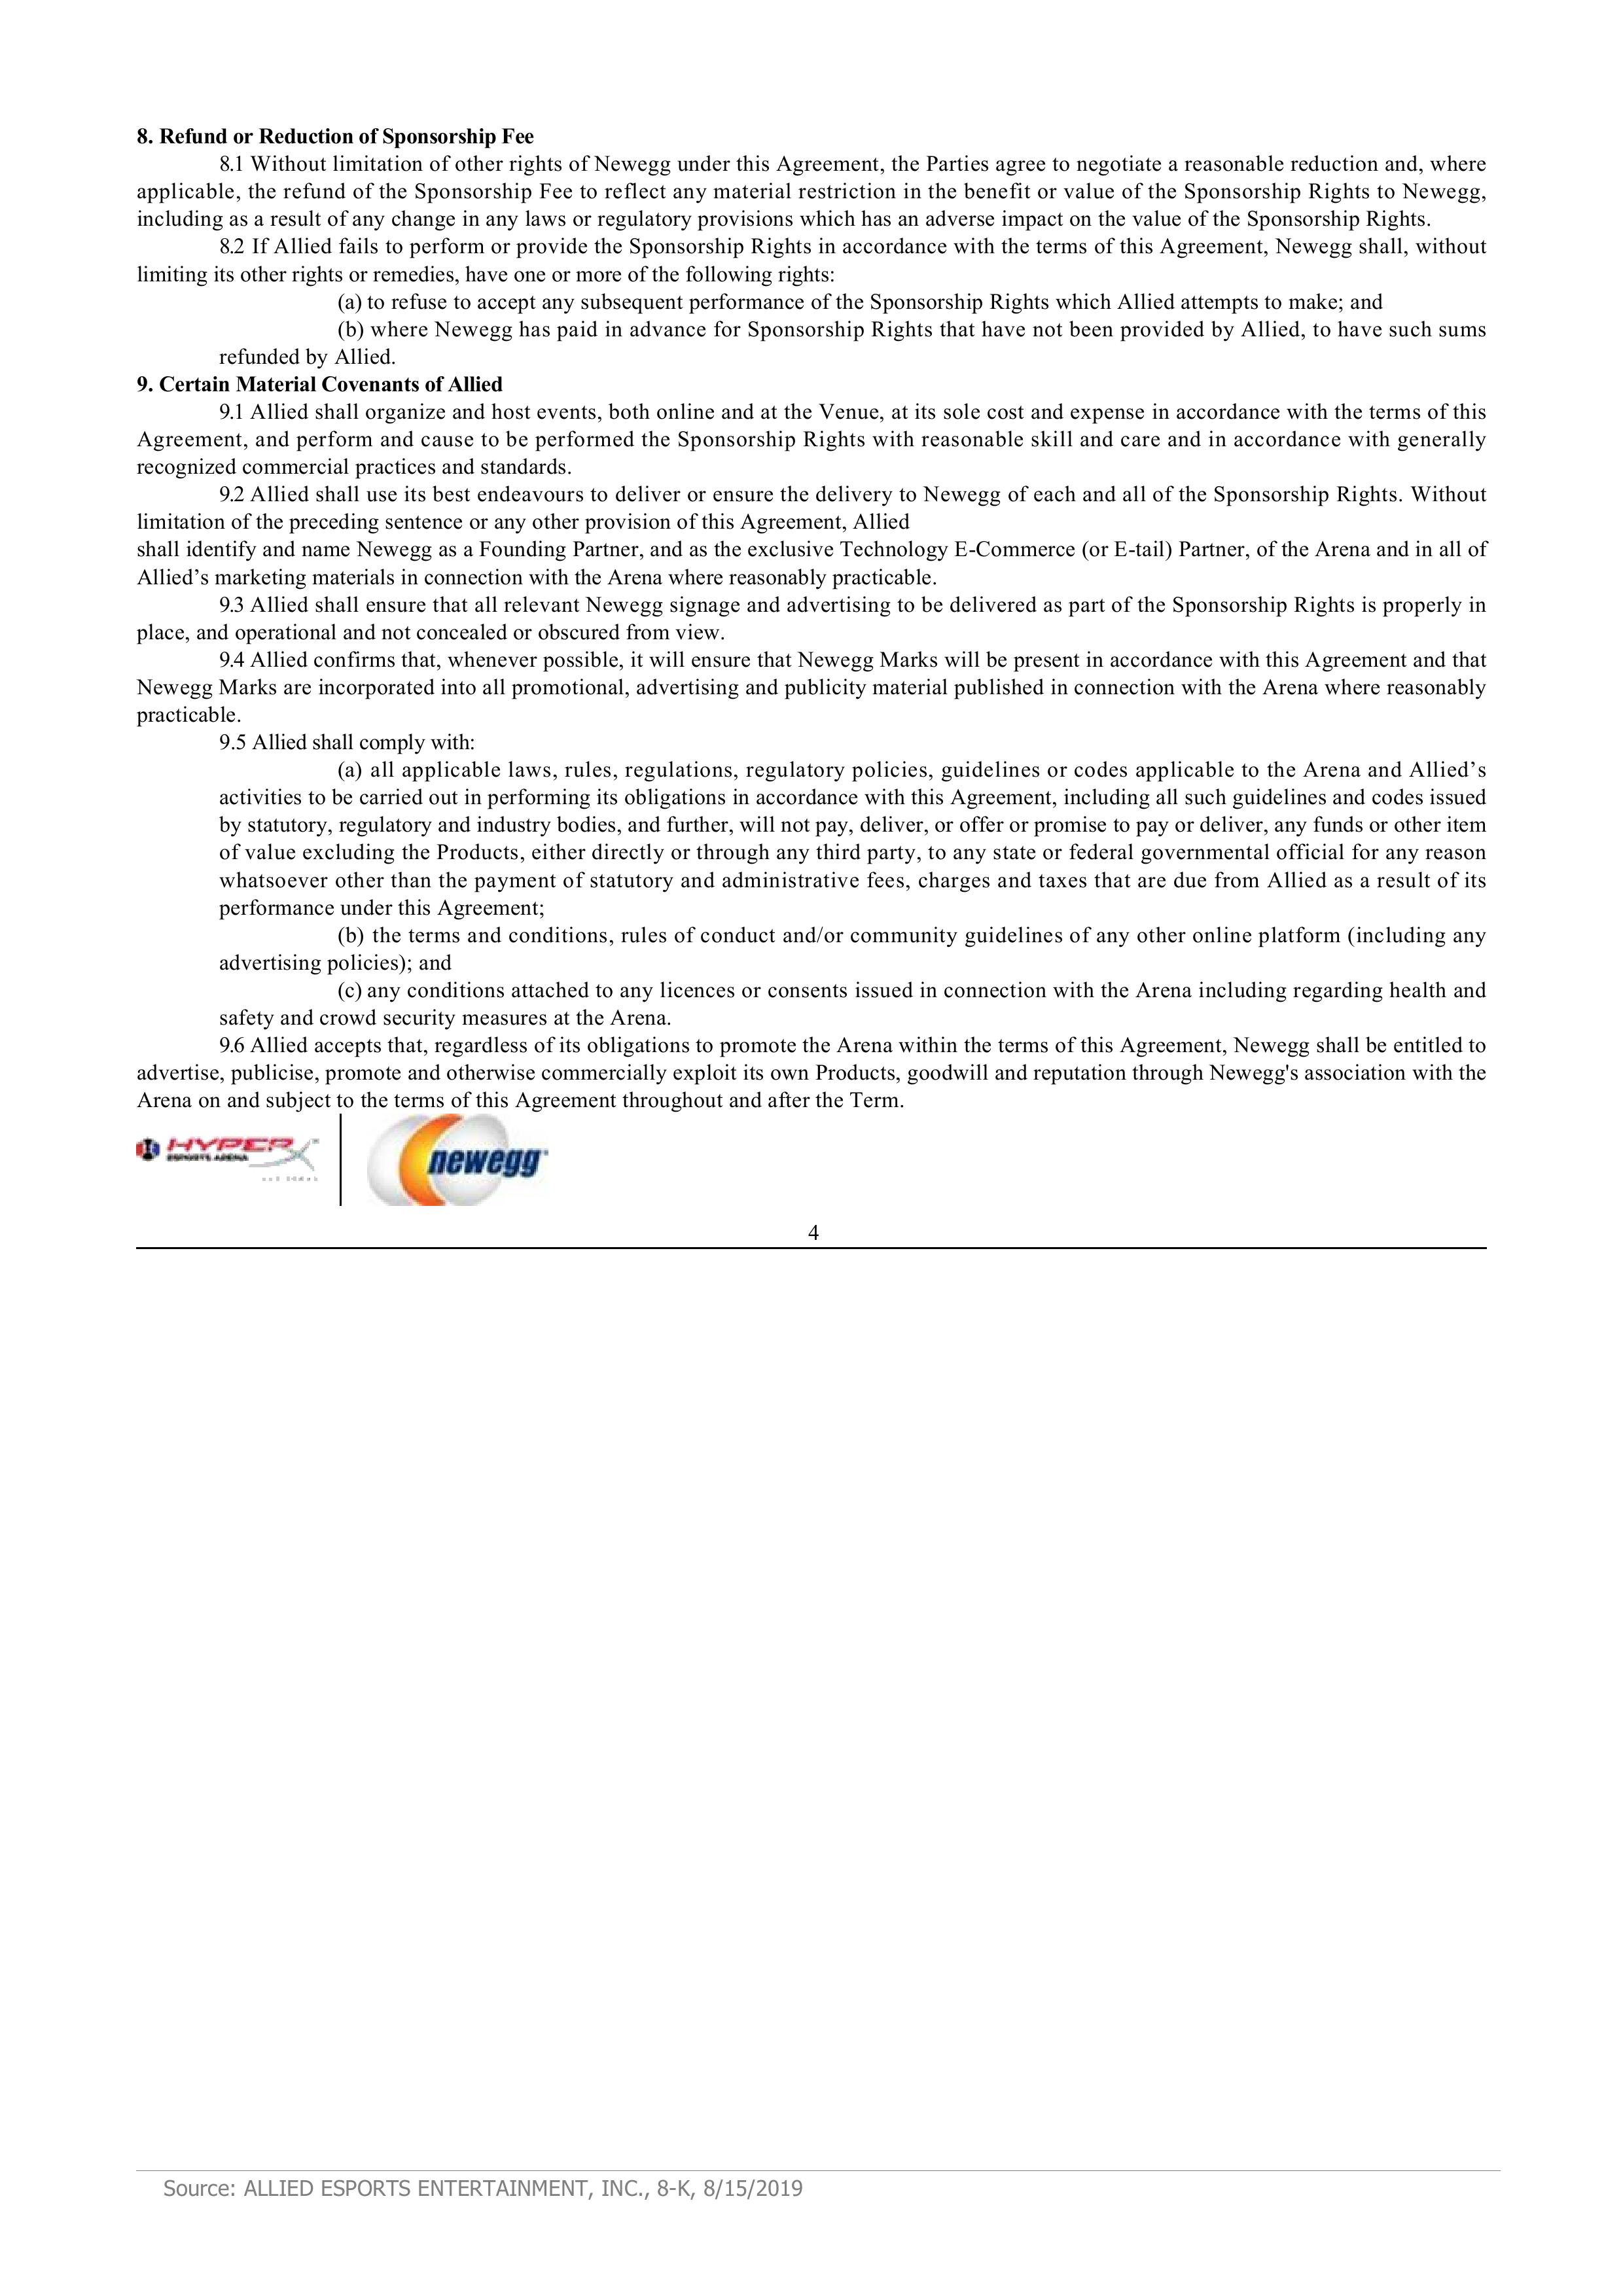 8. Refund or Reduction of Sponsorship Fee
8.1 Without limitation of other rights of Newegg under this Agreement, the Parties agree to negotiate a reasonable reduction and, where
applicable, the refund of the Sponsorship Fee to reflect any material restriction in the benefit or value of the Sponsorship Rights to Newegg,
including as a result of any change in any laws or regulatory provisions which has an adverse impact on the value of the Sponsorship Rights.
8.2 If Allied fails to perform or provide the Sponsorship Rights in accordance with the terms of this Agreement, Newegg shall, without
limiting its other rights or remedies, have one or more of the following rights:
(a) to refuse to accept any subsequent performance of the Sponsorship Rights which Allied attempts to make; and
(b) where Newegg has paid in advance for Sponsorship Rights that have not been provided by Allied, to have such sums
refunded by Allied.
9. Certain Material Covenants of Allied
9.1 Allied shall organize and host events, both online and at the Venue, at its sole cost and expense in accordance with the terms of this
Agreement, and perform and cause to be performed the Sponsorship Rights with reasonable skill and care and in accordance with generally
recognized commercial practices and standards.
9.2 Allied shall use its best endeavours to deliver or ensure the delivery to Newegg of each and all of the Sponsorship Rights. Without
limitation of the preceding sentence or any other provision of this Agreement, Allied
shall identify and name Newegg as a Founding Partner, and as the exclusive Technology E-Commerce (or E-tail) Partner, of the Arena and in all of
Allied’s marketing materials in connection with the Arena where reasonably practicable.
9.3 Allied shall ensure that all relevant Newegg signage and advertising to be delivered as part of the Sponsorship Rights is properly in
place, and operational and not concealed or obscured from view.
9.4 Allied confirms that, whenever possible, it will ensure that Newegg Marks will be present in accordance with this Agreement and that
Newegg Marks are incorporated into all promotional, advertising and publicity material published in connection with the Arena where reasonably
practicable.
9.5 Allied shall comply with:
(a) all applicable laws, rules, regulations, regulatory policies, guidelines or codes applicable to the Arena and Allied’s
activities to be carried out in performing its obligations in accordance with this Agreement, including all such guidelines and codes issued
by statutory, regulatory and industry bodies, and further, will not pay, deliver, or offer or promise to pay or deliver, any funds or other item
of value excluding the Products, either directly or through any third party, to any state or federal governmental official for any reason
whatsoever other than the payment of statutory and administrative fees, charges and taxes that are due from Allied as a result of its
performance under this Agreement;
(b) the terms and conditions, rules of conduct and/or community guidelines of any other online platform (including any
advertising policies); and
(c) any conditions attached to any licences or consents issued in connection with the Arena including regarding health and
safety and crowd security measures at the Arena.
9.6 Allied accepts that, regardless of its obligations to promote the Arena within the terms of this Agreement, Newegg shall be entitled to
advertise, publicise, promote and otherwise commercially exploit its own Products, goodwill and reputation through Newegg's association with the
Arena on and subject to the terms of this Agreement throughout and after the Term.
HYPERX
ESPORTS ARENA
newegg
4
Source: ALLIED ESPORTS ENTERTAINMENT, INC., 8-K, 8/15/2019